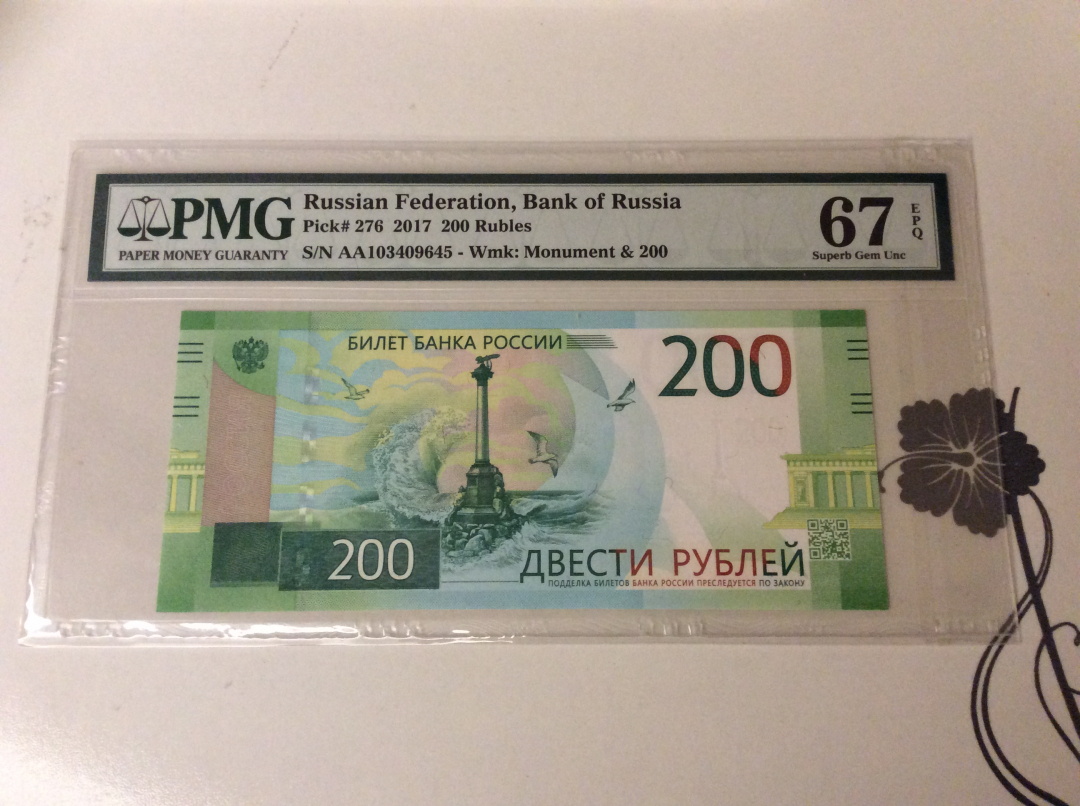 PMG
PAPER MONEY GUARANTY
Russian Federation, Bank of Russia
Pick# 276 2017 200 Rubles
S/N AA103409645 - Wmk: Monument & 200
67
EPQ
Superb Gem Unc
БИЛЕТ БАНКА РОССИИ
200
200
ДВЕСТИ РУБЛЕЙ
ПОДДЕЛКА БИЛЕТОВ БАНКА РОССИИ ПРЕСЛЕДУЕТСЯ ПО ЗАКОНУ